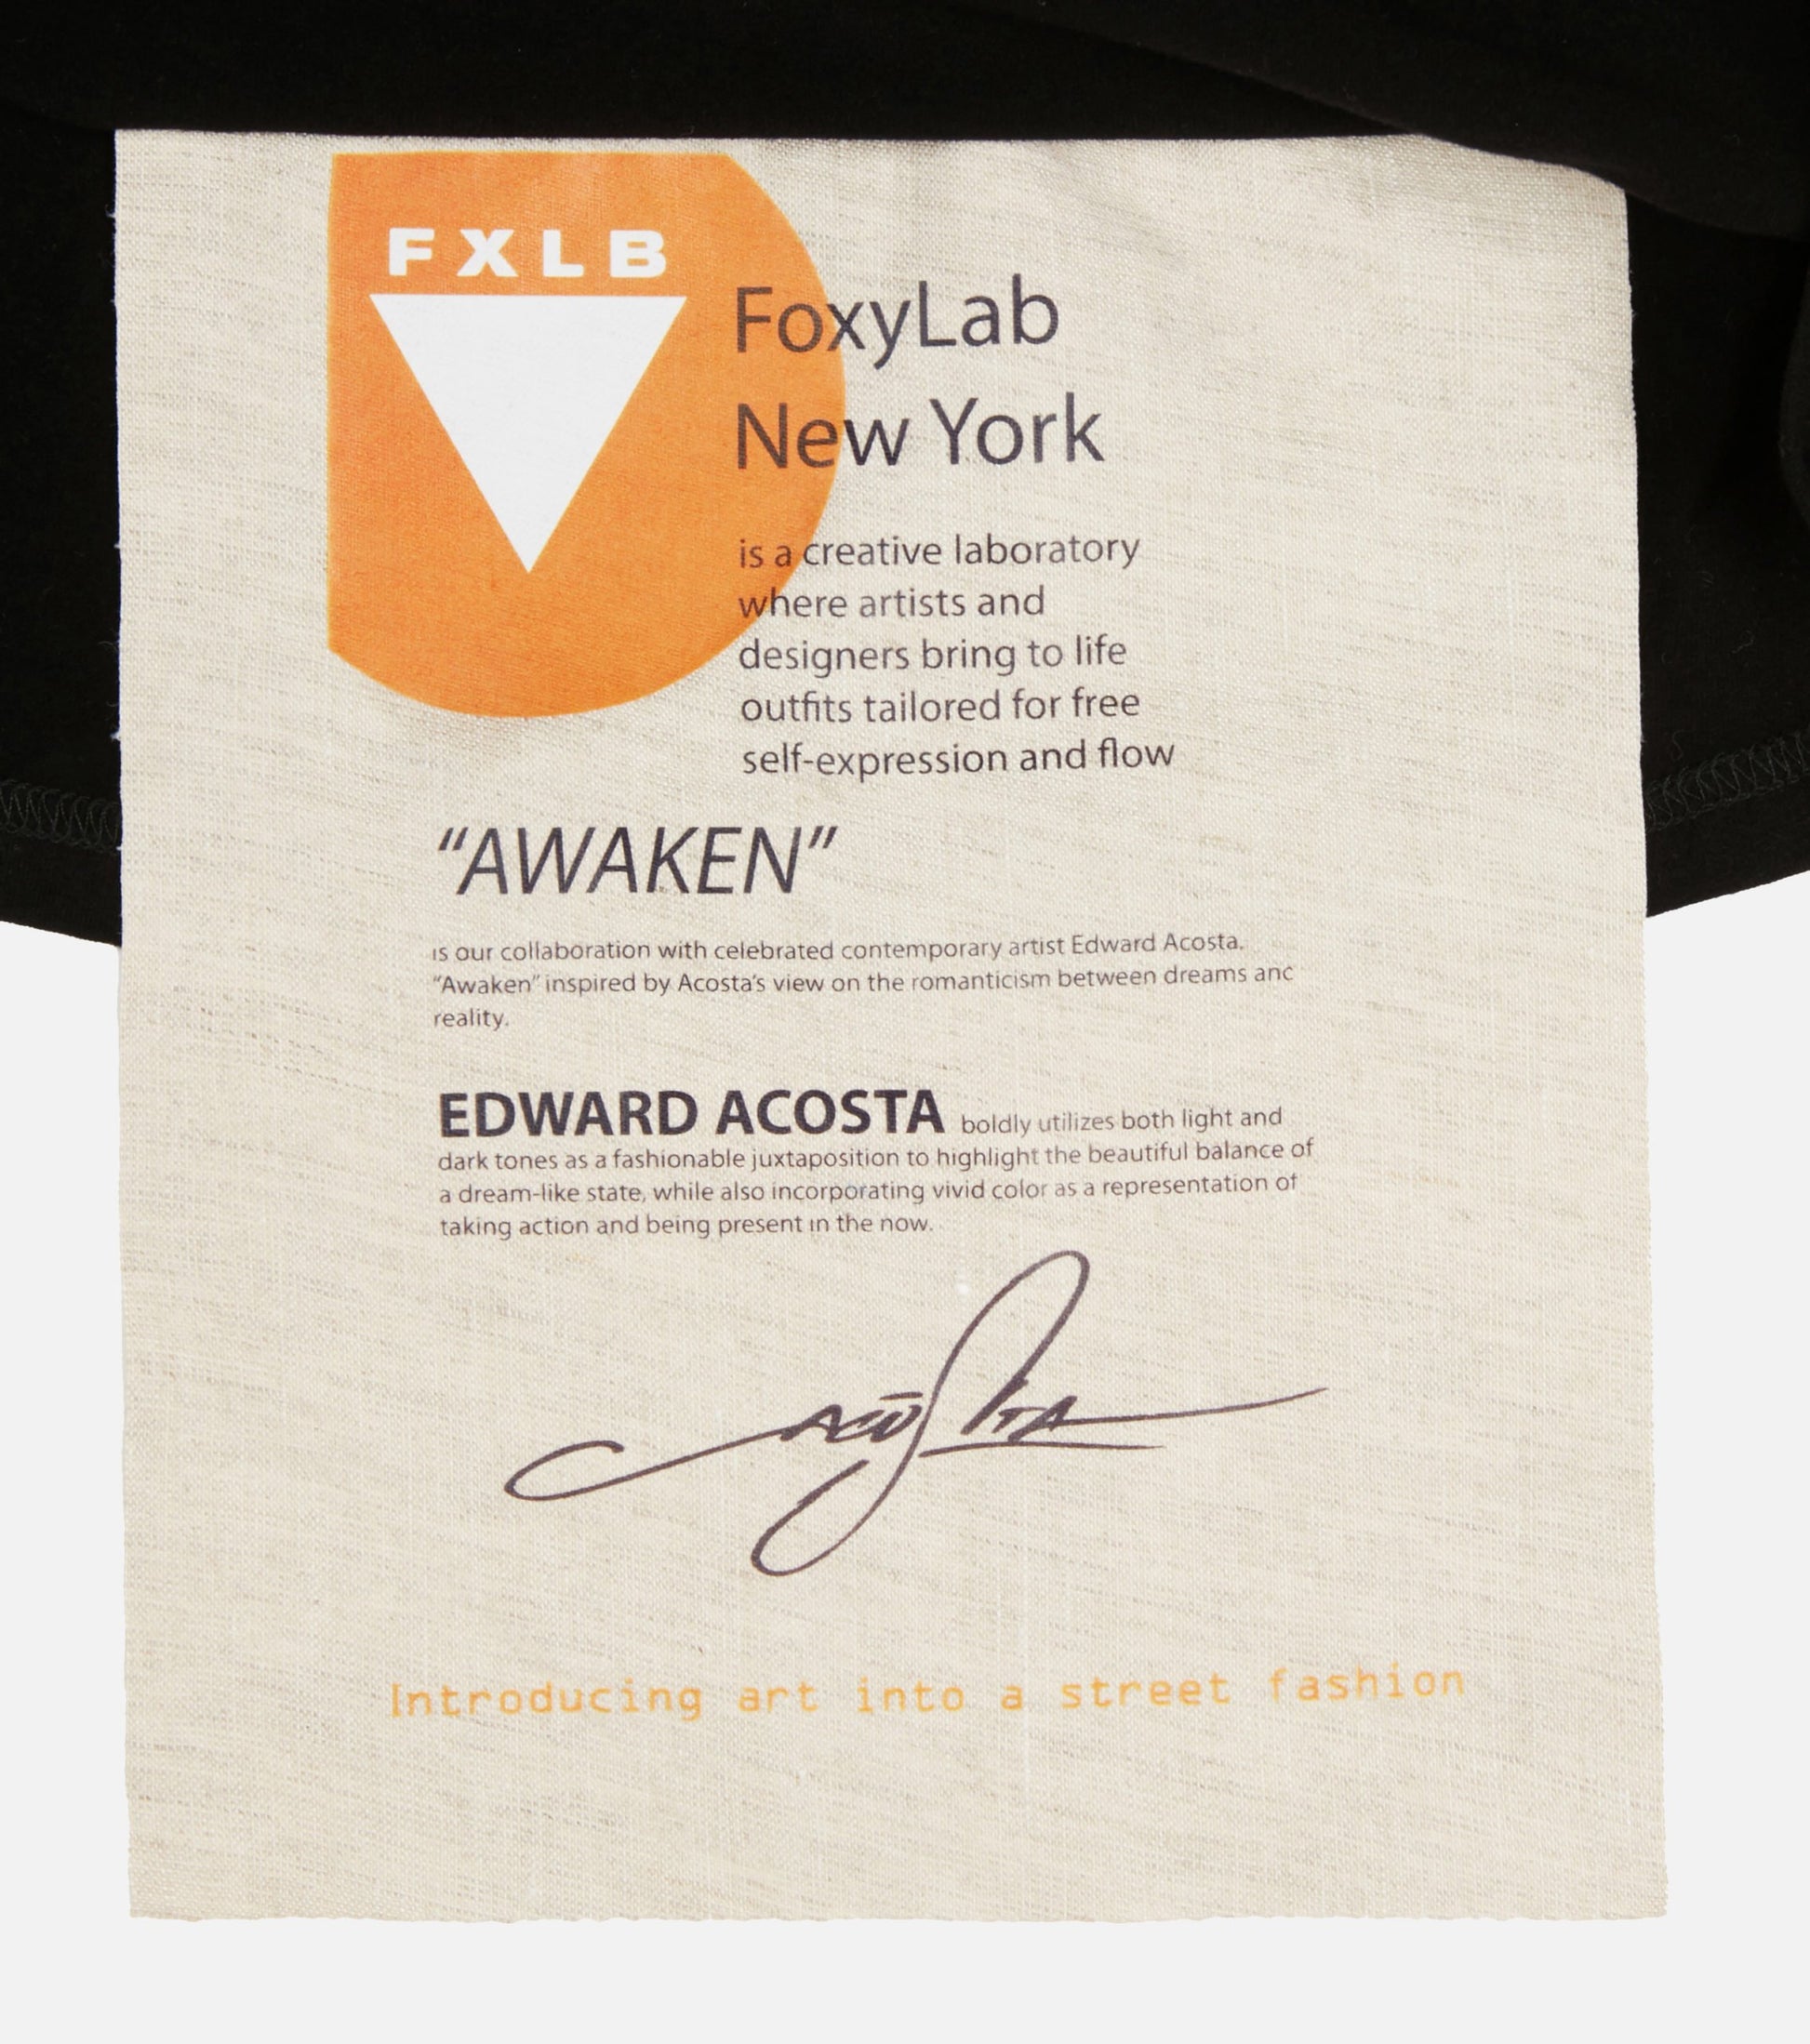 FXLB
FoxyLab
New York
is a creative laboratory
where artists and
designers bring to life
outfits tailored for free
self-expression and flow
“AWAKEN”
is our collaboration with celebrated contemporary artist Edward Acosta.
“Awaken” inspired by Acosta’s view on the romanticism between dreams and
reality.
EDWARD ACOSTA boldly utilizes both light and
dark tones as a fashionable juxtaposition to highlight the beautiful balance of
a dream-like state, while also incorporating vivid color as a representation of
taking action and being present in the now.
ACOSTA
Introducing art into a street fashion